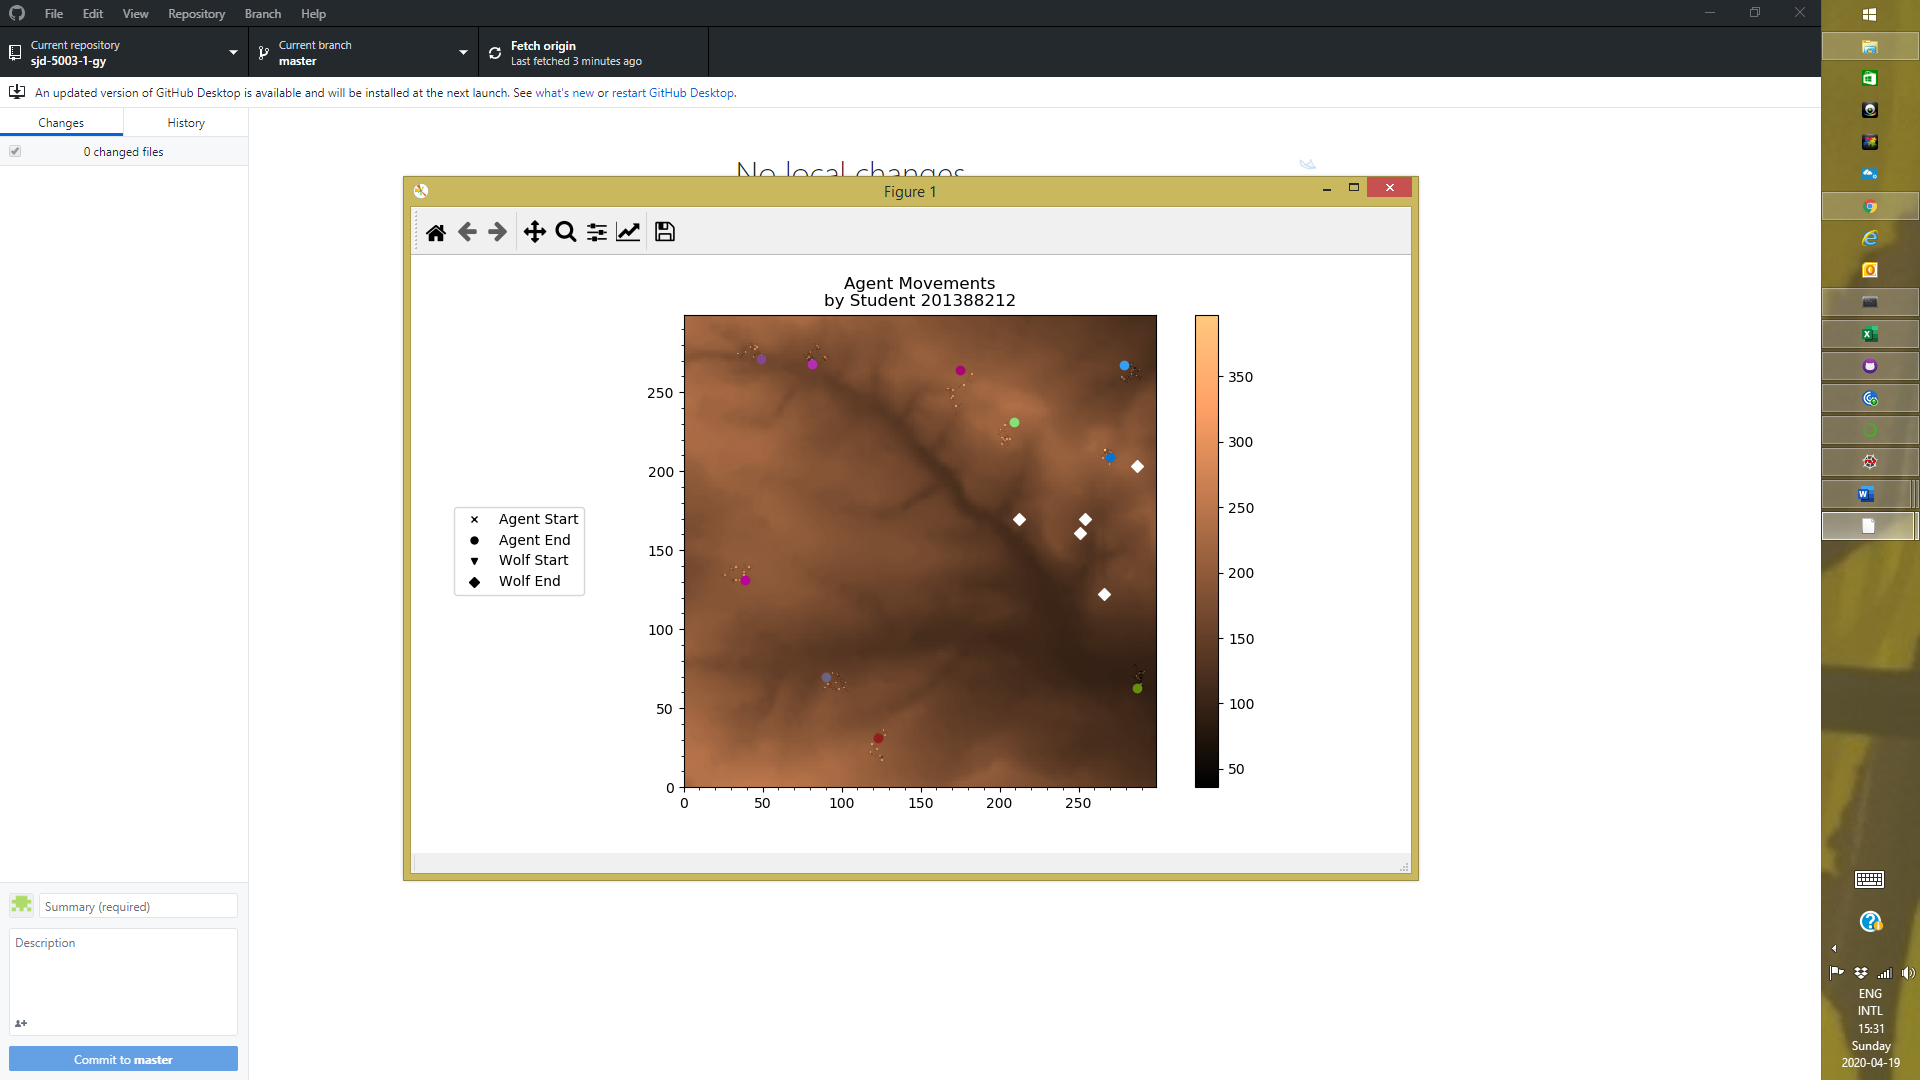 File Edit View Repository Branch Help
Current repository
sjd-5003-1-gy
Current branch
master
Fetch origin
Last fetched 3 minutes ago
An updated version of GitHub Desktop is available and will be installed at the next launch. See what's new or restart GitHub Desktop.
Changes
History
0 changed files
No local changes
Figure 1
Agent Movements
by Student 201388212
250
200
150
100
50
0
0 50 100 150 200 250
350
300
250
200
150
100
50
Agent Start
Agent End
Wolf Start
Wolf End
Summary (required)
Description
Commit to master
ENG
INTL
15:31
Sunday
2020-04-19